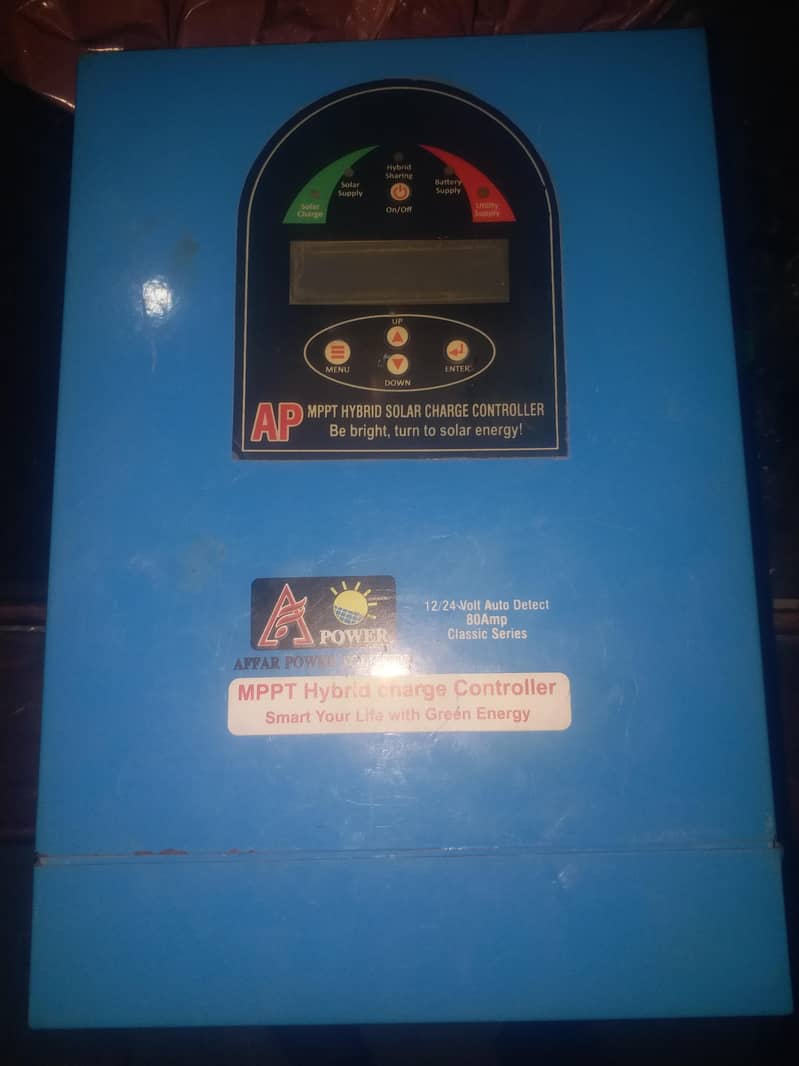 Hybrid
Sharing
Solar
Supply
Battery
Supply
Solar
Charge
On/Off
Utility
Supply
UP
MENU
ENTER
DOWN
AP MPPT HYBRID SOLAR CHARGE CONTROLLER
Be bright, turn to solar energy!
POWER
12/24 Volt Auto Detect
80Amp
Classic Series
AFFAR POWER
MPPT Hybrid charge Controller
Smart Your Life with Green Energy